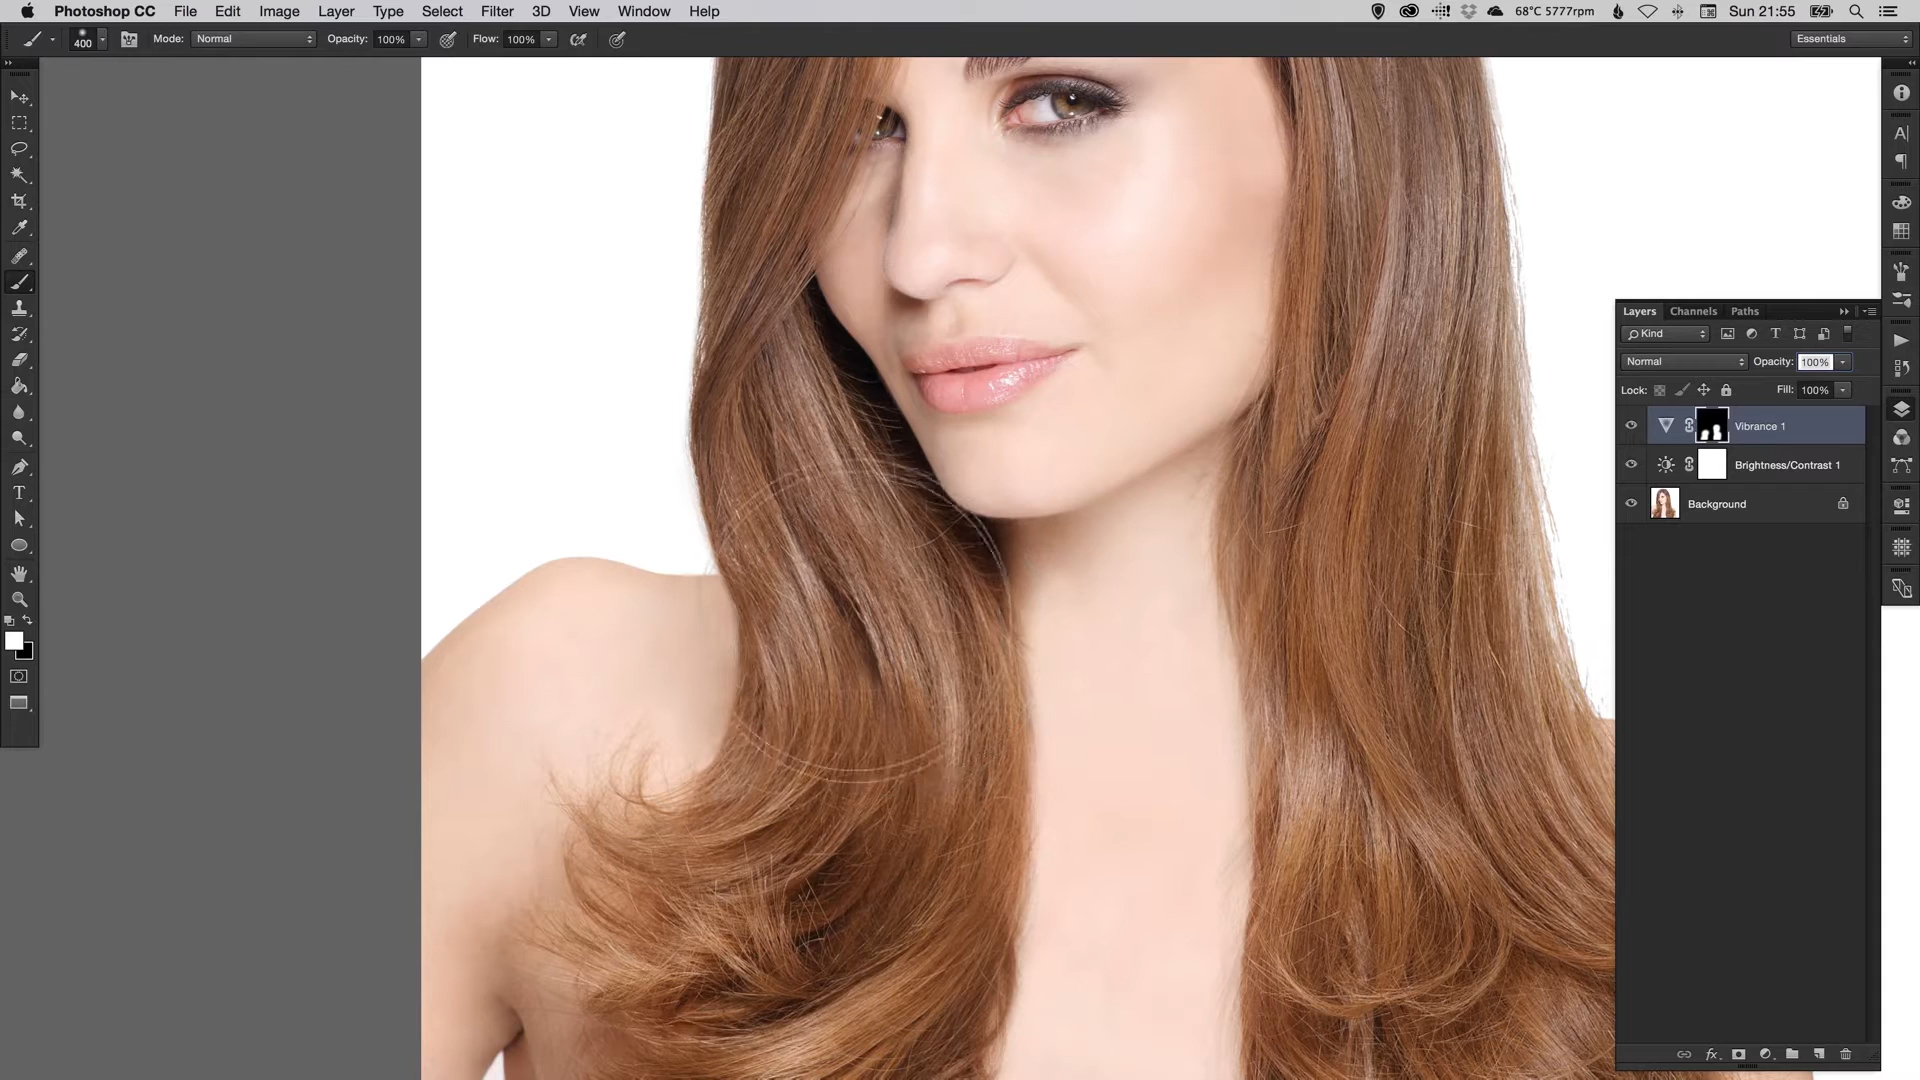 Photoshop CC File Edit Image Layer Type Select Filter 3D View Window Help 68°C 5777rpm Sun 21:55
400 Mode: Normal Opacity: 100% Flow: 100% Essentials
Layers Channels Paths
Kind T
Normal Opacity: 100%
Lock: Fill: 100%
Vibrance 1
Brightness/Contrast 1
Background
fx